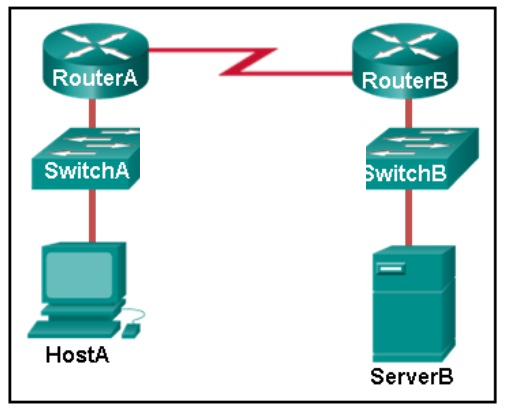 RouterA
RouterB
SwitchA
SwitchB
HostA
ServerB